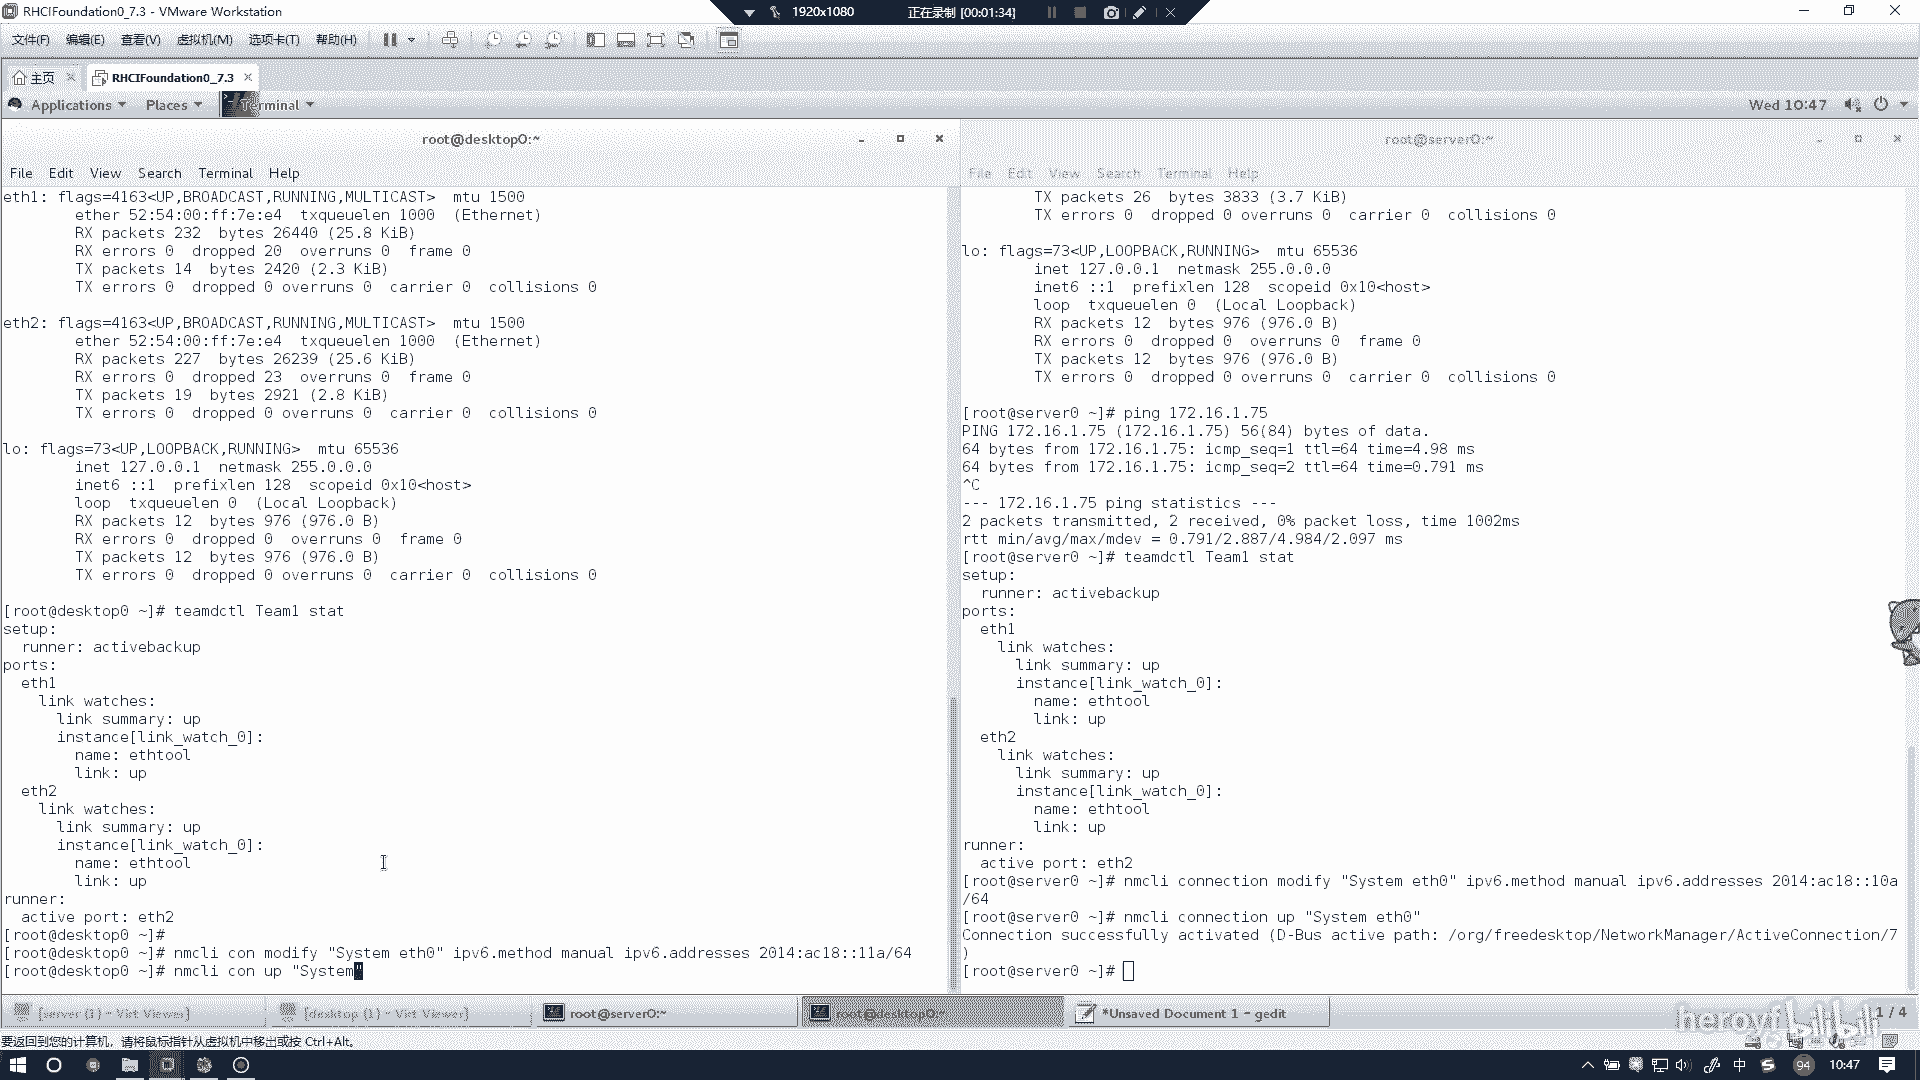 RHCIFoundation0_7.3 - VMware Workstation
1920x1080
正在录制 [00:01:34]
文件(F) 编辑(E) 查看(V) 虚拟机(M) 选项卡(T) 帮助(H)
主页
RHCIFoundation0_7.3
Applications Places Terminal
Wed 10:47
root@desktop0:~
File Edit View Search Terminal Help
eth1: flags=4163<UP,BROADCAST,RUNNING,MULTICAST>  mtu 1500
ether 52:54:00:ff:7e:e4  txqueuelen 1000  (Ethernet)
RX packets 232  bytes 26440 (25.8 KiB)
RX errors 0  dropped 20  overruns 0  frame 0
TX packets 14  bytes 2420 (2.3 KiB)
TX errors 0  dropped 0 overruns 0  carrier 0  collisions 0
eth2: flags=4163<UP,BROADCAST,RUNNING,MULTICAST>  mtu 1500
ether 52:54:00:ff:7e:e4  txqueuelen 1000  (Ethernet)
RX packets 227  bytes 26239 (25.6 KiB)
RX errors 0  dropped 23  overruns 0  frame 0
TX packets 19  bytes 2921 (2.8 KiB)
TX errors 0  dropped 0 overruns 0  carrier 0  collisions 0
lo: flags=73<UP,LOOPBACK,RUNNING>  mtu 65536
inet 127.0.0.1  netmask 255.0.0.0
inet6 ::1  prefixlen 128  scopeid 0x10<host>
loop  txqueuelen 0  (Local Loopback)
RX packets 12  bytes 976 (976.0 B)
RX errors 0  dropped 0  overruns 0  frame 0
TX packets 12  bytes 976 (976.0 B)
TX errors 0  dropped 0 overruns 0  carrier 0  collisions 0
[root@desktop0 ~]# teamdctl Team1 stat
setup:
runner: activebackup
ports:
eth1
link watches:
link summary: up
instance[link_watch_0]:
name: ethtool
link: up
eth2
link watches:
link summary: up
instance[link_watch_0]:
name: ethtool
link: up
runner:
active port: eth2
[root@desktop0 ~]#
[root@desktop0 ~]# nmcli con modify "System eth0" ipv6.method manual ipv6.addresses 2014:ac18::11a/64
[root@desktop0 ~]# nmcli con up "System"
root@server0:~
File Edit View Search Terminal Help
TX packets 26  bytes 3833 (3.7 KiB)
TX errors 0  dropped 0 overruns 0  carrier 0  collisions 0
lo: flags=73<UP,LOOPBACK,RUNNING>  mtu 65536
inet 127.0.0.1  netmask 255.0.0.0
inet6 ::1  prefixlen 128  scopeid 0x10<host>
loop  txqueuelen 0  (Local Loopback)
RX packets 12  bytes 976 (976.0 B)
RX errors 0  dropped 0  overruns 0  frame 0
TX packets 12  bytes 976 (976.0 B)
TX errors 0  dropped 0 overruns 0  carrier 0  collisions 0
[root@server0 ~]# ping 172.16.1.75
PING 172.16.1.75 (172.16.1.75) 56(84) bytes of data.
64 bytes from 172.16.1.75: icmp_seq=1 ttl=64 time=4.98 ms
64 bytes from 172.16.1.75: icmp_seq=2 ttl=64 time=0.791 ms
^C
--- 172.16.1.75 ping statistics ---
2 packets transmitted, 2 received, 0% packet loss, time 1002ms
rtt min/avg/max/mdev = 0.791/2.887/4.984/2.097 ms
[root@server0 ~]# teamdctl Team1 stat
setup:
runner: activebackup
ports:
eth1
link watches:
link summary: up
instance[link_watch_0]:
name: ethtool
link: up
eth2
link watches:
link summary: up
instance[link_watch_0]:
name: ethtool
link: up
runner:
active port: eth2
[root@server0 ~]# nmcli connection modify "System eth0" ipv6.method manual ipv6.addresses 2014:ac18::10a
/64
[root@server0 ~]# nmcli connection up "System eth0"
Connection successfully activated (D-Bus active path: /org/freedesktop/NetworkManager/ActiveConnection/7
)
[root@server0 ~]#
[server (1) - Virt Viewer]
[desktop (1) - Virt Viewer]
root@server0:~
root@desktop0:~
*Unsaved Document 1 - gedit
1 / 4
heroyf bilibili
要返回到您的计算机，请将鼠标指针从虚拟机中移出或按 Ctrl+Alt。
中
94
10:47